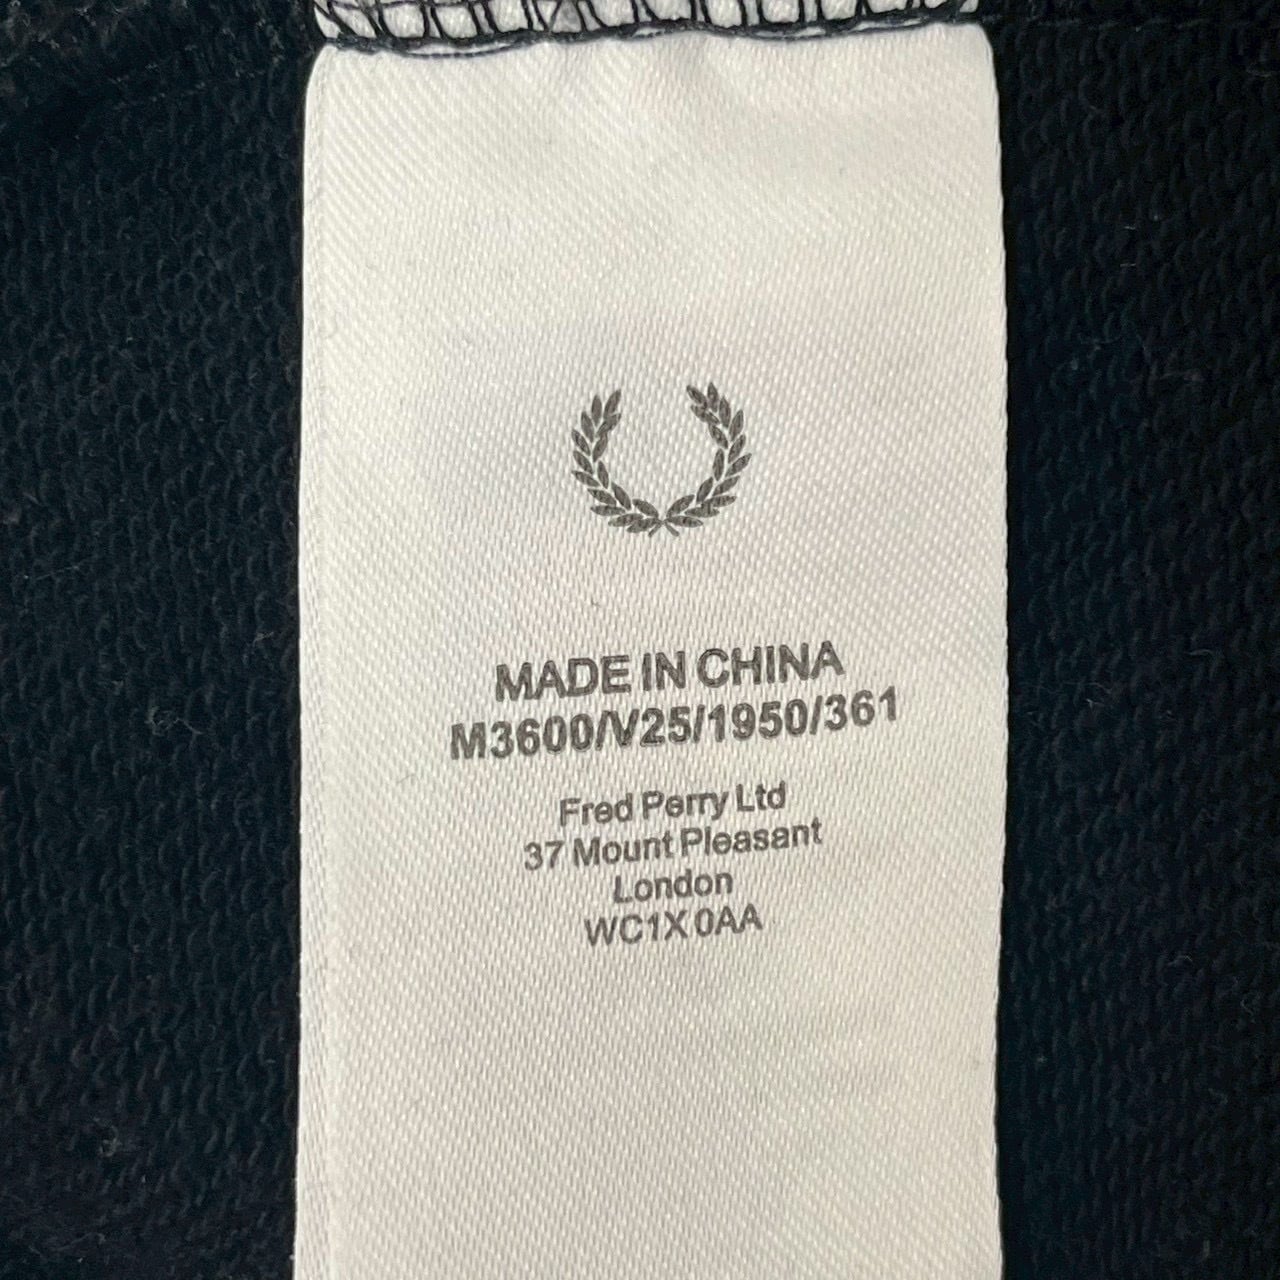 MADE IN CHINA
M3600/V25/1950/361
Fred Perry Ltd
37 Mount Pleasant
London
WC1X 0AA